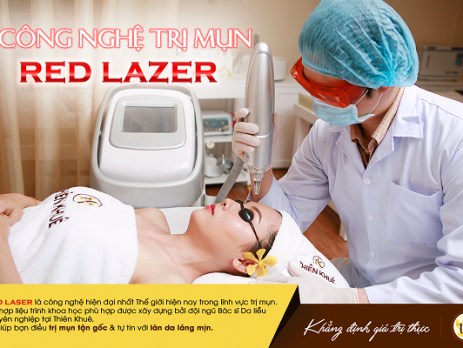 CÔNG NGHỆ TRỊ MỤN
RED LAZER
THIÊN KHUÊ
THIÊN KHUÊ
RED LASER là công nghệ hiện đại nhất Thế giới hiện nay trong lĩnh vực trị mụn.
hợp liệu trình khoa học phù hợp được xây dựng bởi đội ngũ Bác sĩ Da liễu
yên nghiệp tại Thiên Khuê,
giúp bạn điều trị mụn tận gốc & tự tin với làn da láng mịn.
Khẳng định giá trị thực